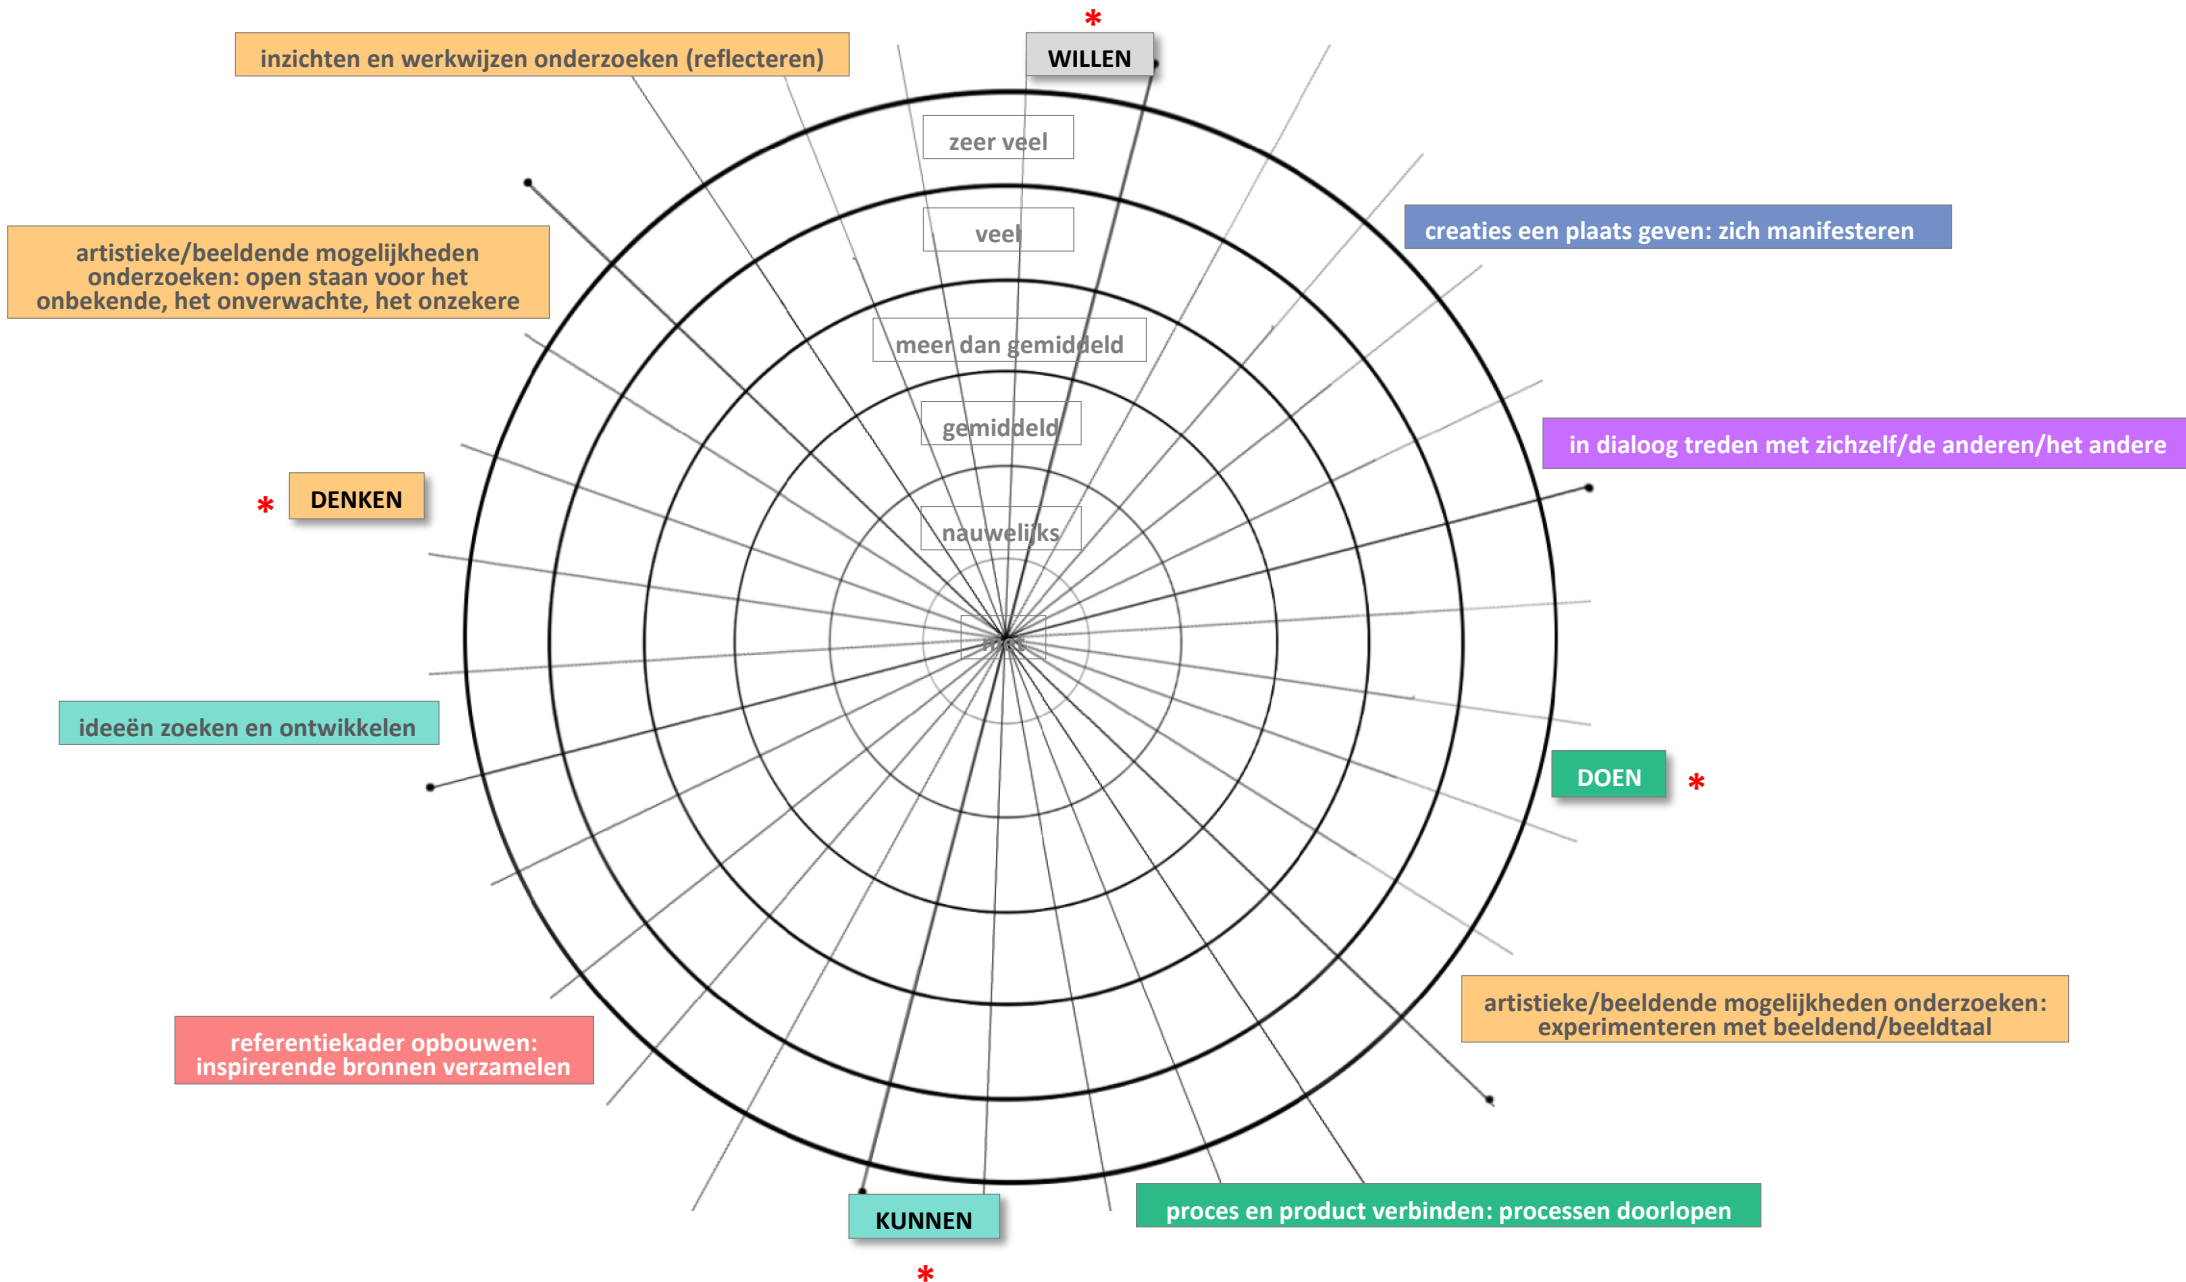 *
WILLEN
inzichten en werkwijzen onderzoeken (reflecteren)
zeer veel
veel
creaties een plaats geven: zich manifesteren
artistieke/beeldende mogelijkheden
onderzoeken: open staan voor het
onbekende, het onverwachte, het onzekere
meer dan gemiddeld
gemiddeld
in dialoog treden met zichzelf/de anderen/het andere
* DENKEN
nauwelijks
niet
ideeën zoeken en ontwikkelen
DOEN *
artistieke/beeldende mogelijkheden onderzoeken:
experimenteren met beeldend/beeldtaal
referentiekader opbouwen:
inspirerende bronnen verzamelen
proces en product verbinden: processen doorlopen
KUNNEN
*